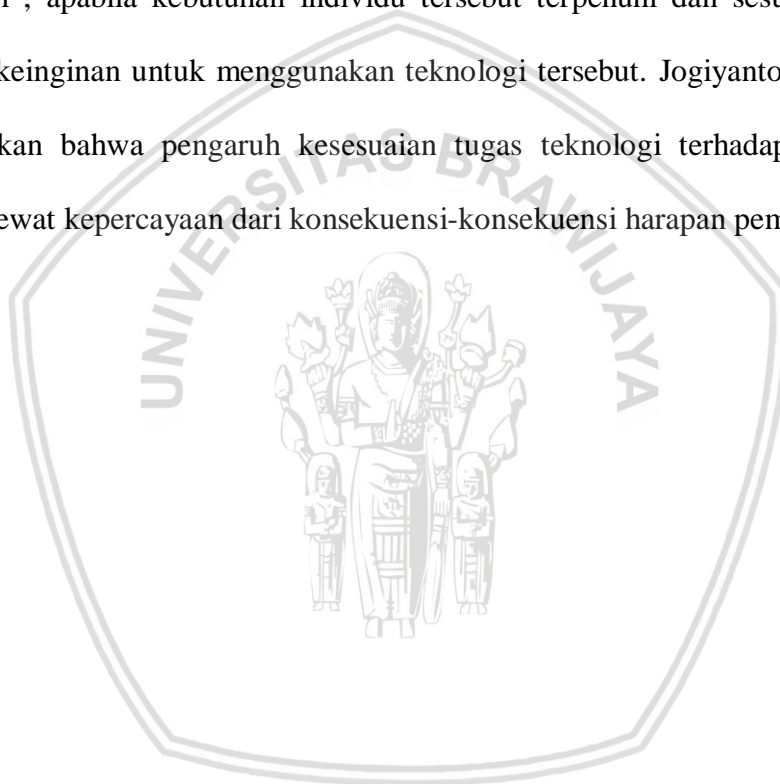 , apabila kebutuhan individu tersebut terpenuhi dan
keinginan untuk menggunakan teknologi tersebut. Jogiyanto
kan bahwa pengaruh kesesuaian tugas teknologi terhadap
ewat kepercayaan dari konsekuensi-konsekuensi harapan pem
UNIVERSITAS BRAWIJAYA